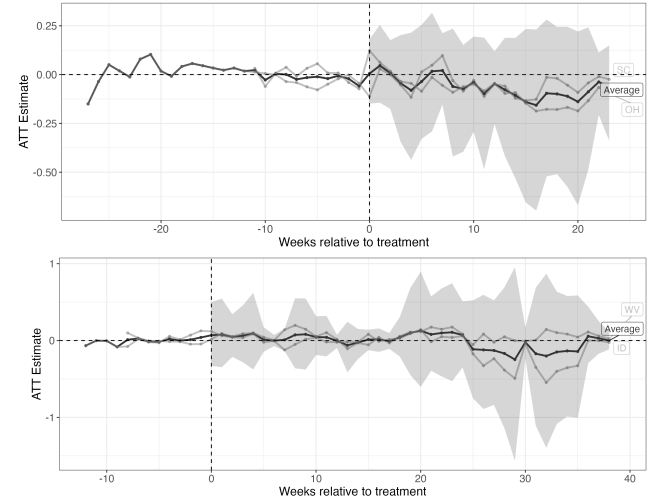 0.25
0.00
-0.25
-0.50
ATT Estimate
SC
Average
OH
-20
-10
0
10
20
Weeks relative to treatment
1
0
-1
ATT Estimate
WV
Average
ID
-10
0
10
20
30
40
Weeks relative to treatment